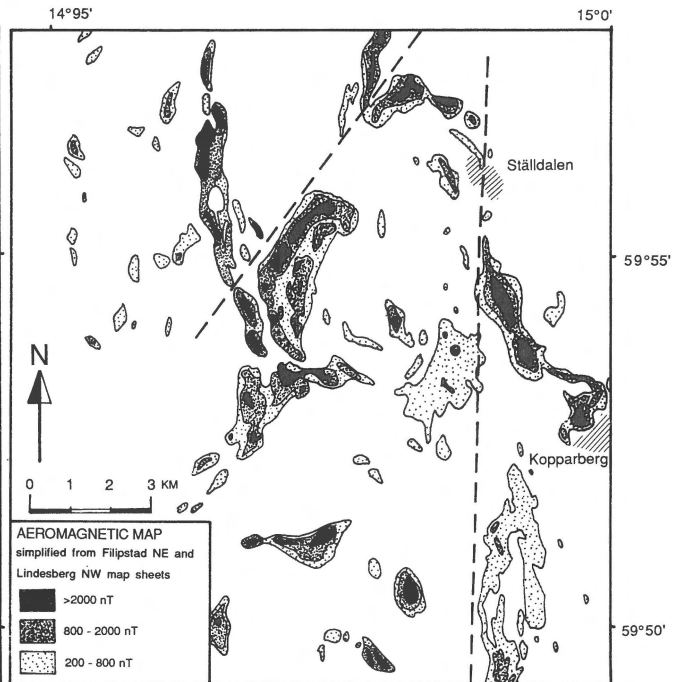 14°95'
15°0'
Ställdalen
59°55'
N
Kopparberg
0 1 2 3 KM
AEROMAGNETIC MAP
simplified from Filipstad NE and
Lindesberg NW map sheets
>2000 nT
800 - 2000 nT
200 - 800 nT
59°50'